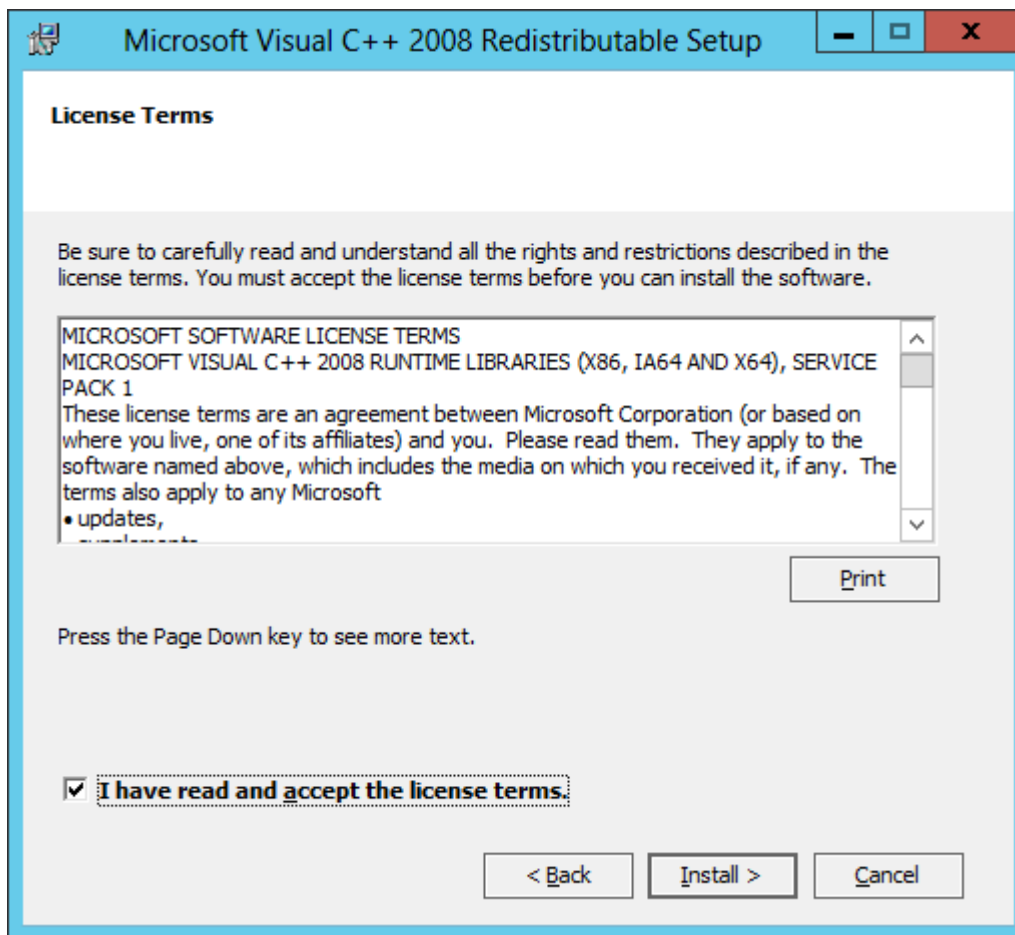 Microsoft Visual C++ 2008 Redistributable Setup
License Terms
Be sure to carefully read and understand all the rights and restrictions described in the
license terms. You must accept the license terms before you can install the software.
MICROSOFT SOFTWARE LICENSE TERMS
MICROSOFT VISUAL C++ 2008 RUNTIME LIBRARIES (X86, IA64 AND X64), SERVICE
PACK 1
These license terms are an agreement between Microsoft Corporation (or based on
where you live, one of its affiliates) and you.  Please read them.  They apply to the
software named above, which includes the media on which you received it, if any.  The
terms also apply to any Microsoft
• updates,
Print
Press the Page Down key to see more text.
I have read and accept the license terms.
< Back
Install >
Cancel